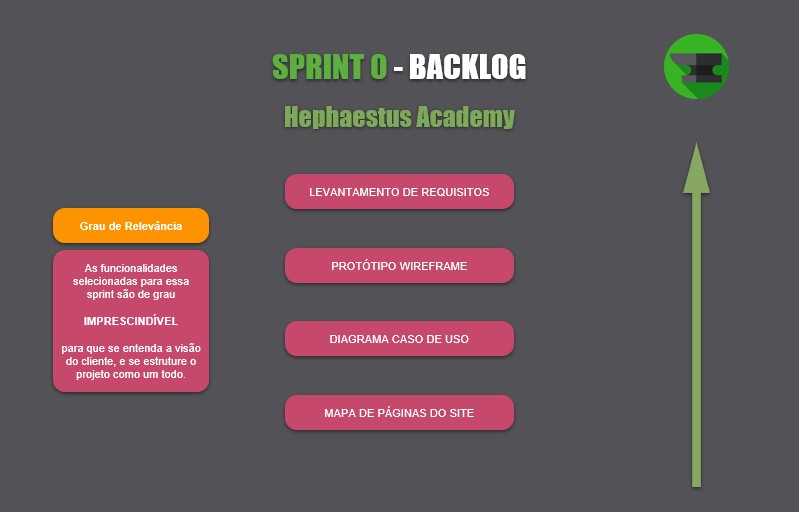 SPRINT 0 - BACKLOG
Hephaestus Academy
LEVANTAMENTO DE REQUISITOS
PROTÓTIPO WIREFRAME
DIAGRAMA CASO DE USO
MAPA DE PÁGINAS DO SITE
Grau de Relevância
As funcionalidades
selecionadas para essa
sprint são de grau
IMPRESCINDÍVEL
para que se entenda a visão
do cliente, e se estruture o
projeto como um todo.